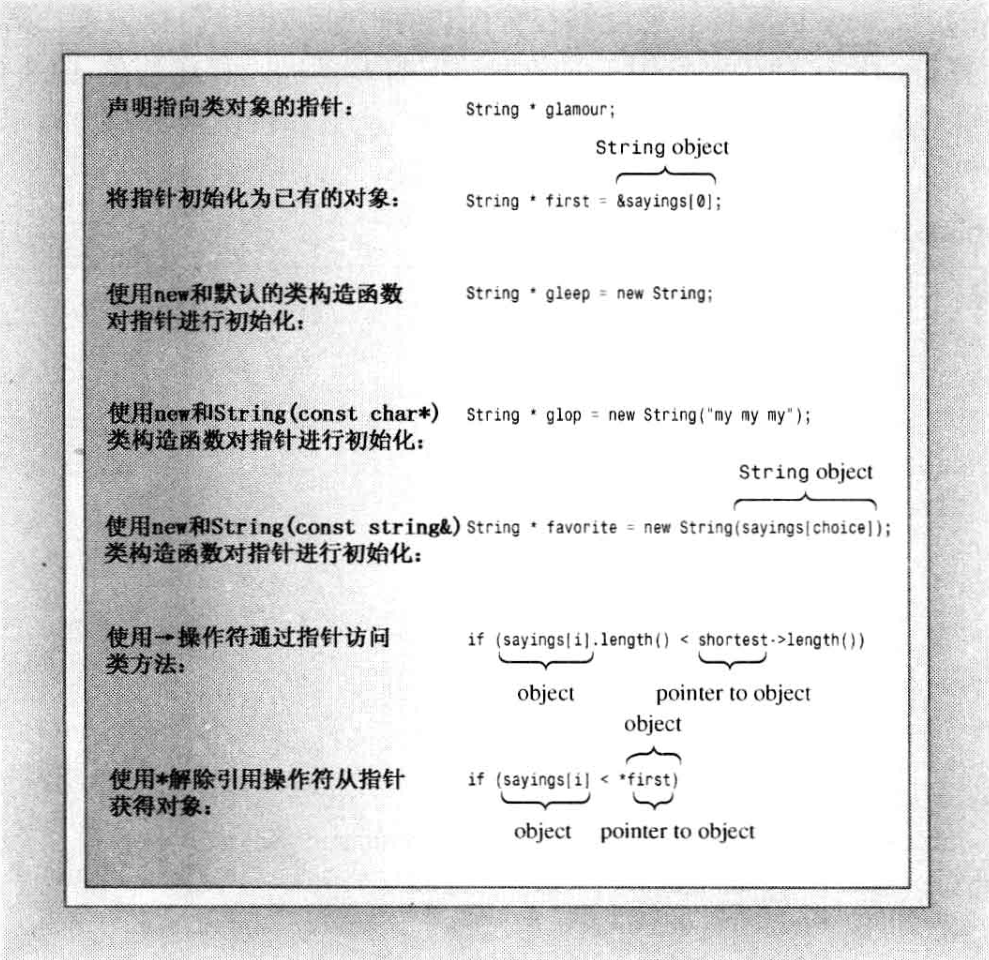 声明指向类对象的指针： String * glamour;
String object
将指针初始化为已有的对象： String * first = &sayings[0];
使用new和默认的类构造函数 String * gleep = new String;
对指针进行初始化：
使用new和String(const char*) String * glop = new String("my my my");
类构造函数对指针进行初始化：
String object
使用new和String(const string&) String * favorite = new String(sayings[choice]);
类构造函数对指针进行初始化：
使用→操作符通过指针访问 if (sayings[i].length() < shortest->length())
类方法：
object pointer to object
object
使用*解除引用操作符从指针 if (sayings[i] < *first)
获得对象：
object pointer to object